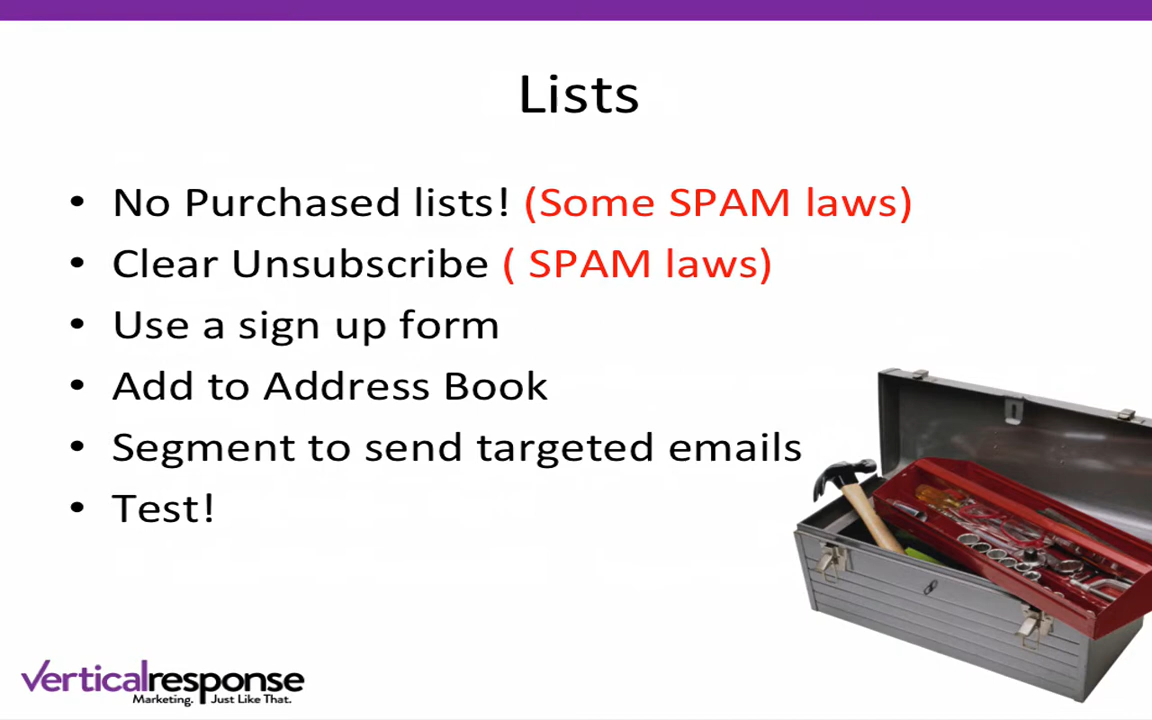 Lists
• No Purchased lists! (Some SPAM laws)
• Clear Unsubscribe ( SPAM laws)
• Use a sign up form
• Add to Address Book
• Segment to send targeted emails
• Test!
verticalresponse
Marketing. Just Like That.